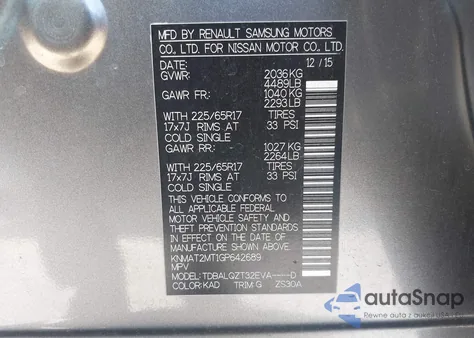 MFD BY RENAULT SAMSUNG MOTORS
CO., LTD. FOR NISSAN MOTOR CO., LTD.
DATE: 12 / 15
GVWR: 2036 KG
4489 LB
GAWR FR: 1040 KG
2293 LB
WITH 225/65R17 TIRES
17x7J RIMS AT 33 PSI
COLD SINGLE
GAWR RR: 1027 KG
2264 LB
WITH 225/65R17 TIRES
17x7J RIMS AT 33 PSI
COLD SINGLE
THIS VEHICLE CONFORMS TO
ALL APPLICABLE FEDERAL
MOTOR VEHICLE SAFETY AND
THEFT PREVENTION STANDARDS
IN EFFECT ON THE DATE OF
MANUFACTURE SHOWN ABOVE.
KNMAT2MT1GP642689
MPV
MODEL: TDBALGZT32EVA----D
COLOR: KAD TRIM: G ZS30A
autaSnap
Pewne auto z aukcji USA